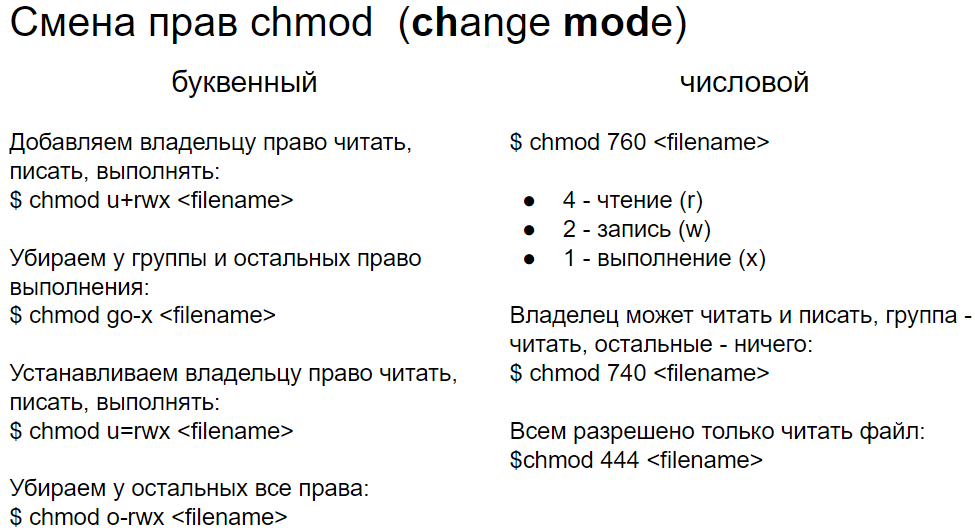 Смена прав chmod (change mode)
буквенный
Добавляем владельцу право читать,
писать, выполнять:
$ chmod u+rwx <filename>
Убираем у группы и остальных право
выполнения:
$ chmod go-x <filename>
Устанавливаем владельцу право читать,
писать, выполнять:
$ chmod u=rwx <filename>
Убираем у остальных все права:
$ chmod o-rwx <filename>
числовой
$ chmod 760 <filename>
● 4 - чтение (r)
● 2 - запись (w)
● 1 - выполнение (x)
Владелец может читать и писать, группа -
читать, остальные - ничего:
$ chmod 740 <filename>
Всем разрешено только читать файл:
$chmod 444 <filename>